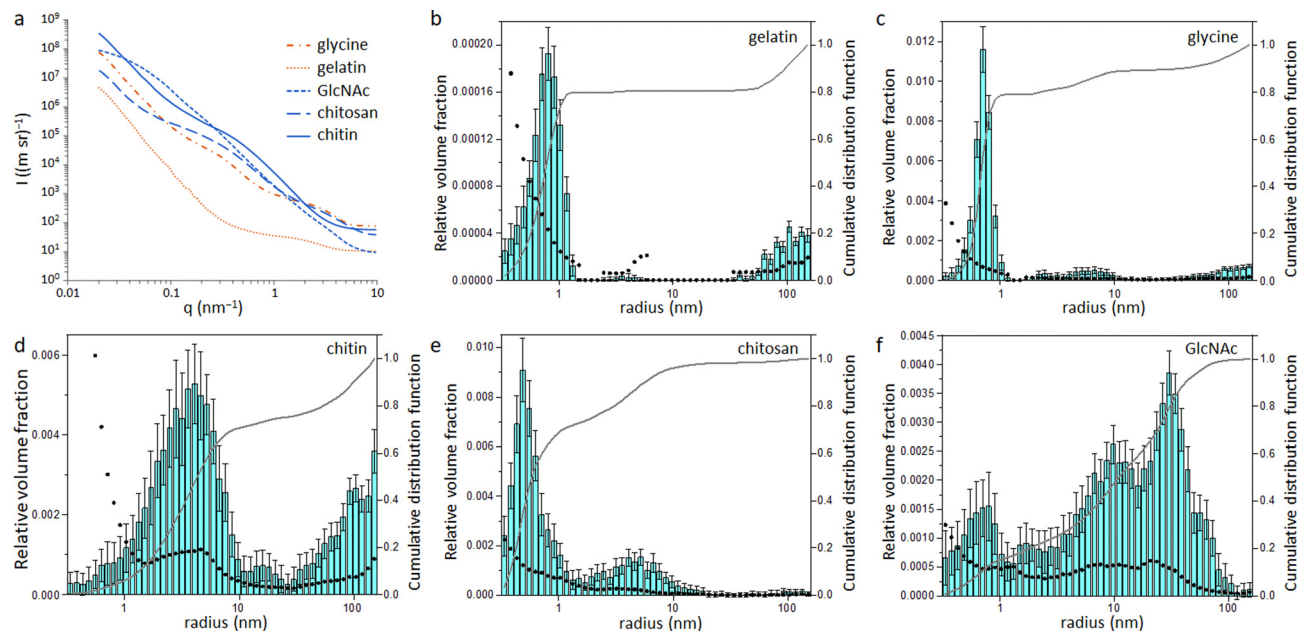 a
I ((m sr)⁻¹)
10⁹
10⁸
10⁷
10⁶
10⁵
10⁴
10³
10²
10¹
10⁰
0.01 0.1 1 10
q (nm⁻¹)
glycine
gelatin
GlcNAc
chitosan
chitin
b
gelatin
Relative volume fraction
0.00020
0.00016
0.00012
0.00008
0.00004
0.00000
1 10 100
radius (nm)
1.0
0.8
0.6
0.4
0.2
0.0
Cumulative distribution function
c
glycine
Relative volume fraction
0.012
0.010
0.008
0.006
0.004
0.002
0.000
1 10 100
radius (nm)
1.0
0.8
0.6
0.4
0.2
0.0
Cumulative distribution function
d
chitin
Relative volume fraction
0.006
0.004
0.002
0.000
1 10 100
radius (nm)
1.0
0.8
0.6
0.4
0.2
0.0
Cumulative distribution function
e
chitosan
Relative volume fraction
0.010
0.008
0.006
0.004
0.002
0.000
1 10 100
radius (nm)
1.0
0.8
0.6
0.4
0.2
0.0
Cumulative distribution function
f
GlcNAc
Relative volume fraction
0.0045
0.0040
0.0035
0.0030
0.0025
0.0020
0.0015
0.0010
0.0005
0.0000
1 10 100
radius (nm)
1.0
0.8
0.6
0.4
0.2
0.0
Cumulative distribution function